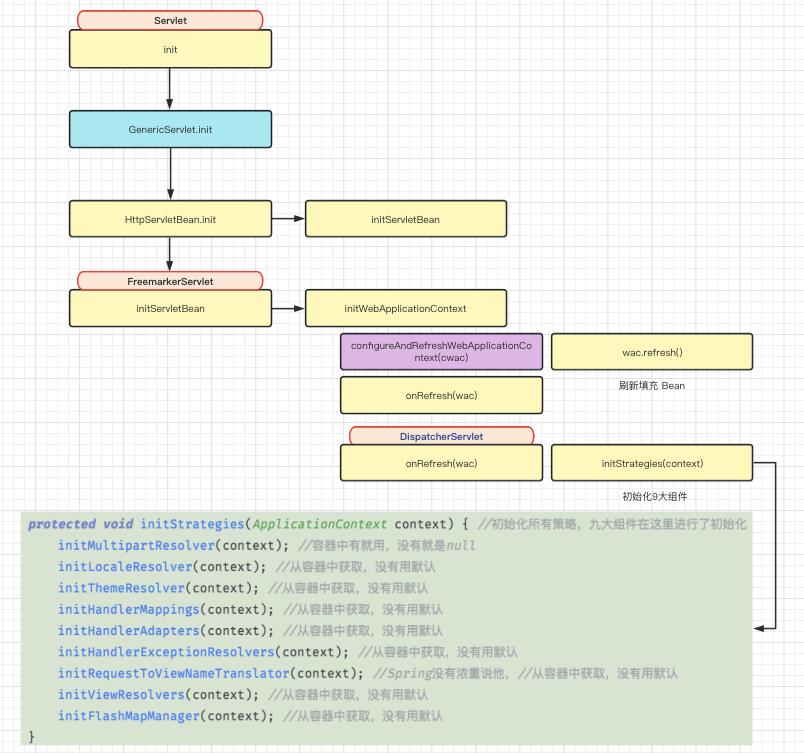 Servlet
init
GenericServlet.init
HttpServletBean.init
initServletBean
FreemarkerServlet
initServletBean
initWebApplicationContext
configureAndRefreshWebApplicationCo
ntext(cwac)
wac.refresh()
刷新填充 Bean
onRefresh(wac)
DispatcherServlet
onRefresh(wac)
initStrategies(context)
初始化9大组件
protected void initStrategies(ApplicationContext context) { //初始化所有策略，九大组件在这里进行了初始化
initMultipartResolver(context); //容器中有就用，没有就是null
initLocaleResolver(context); //从容器中获取，没有用默认
initThemeResolver(context); //从容器中获取，没有用默认
initHandlerMappings(context); //从容器中获取，没有用默认
initHandlerAdapters(context); //从容器中获取，没有用默认
initHandlerExceptionResolvers(context); //从容器中获取，没有用默认
initRequestToViewNameTranslator(context); //Spring没有浓重说他，//从容器中获取，没有用默认
initViewResolvers(context); //从容器中获取，没有用默认
initFlashMapManager(context); //从容器中获取，没有用默认
}